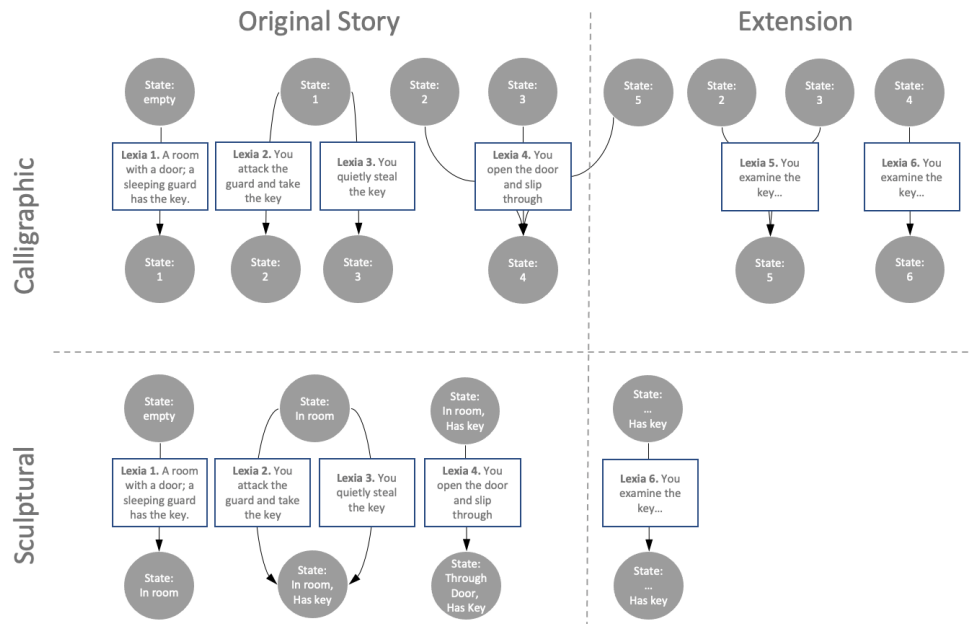 Original Story
Extension
Calligraphic
State:
empty
State:
1
State:
2
State:
3
State:
5
State:
2
State:
3
State:
4
Lexia 1. A room
with a door; a
sleeping guard
has the key.
Lexia 2. You
attack the
guard and take
the key
Lexia 3. You
quietly steal
the key
Lexia 4. You
open the door
and slip
through
Lexia 5. You
examine the
key...
Lexia 6. You
examine the
key...
State:
1
State:
2
State:
3
State:
4
State:
5
State:
6
Sculptural
State:
empty
State:
In room
State:
In room,
Has key
State:
...
Has key
Lexia 1. A room
with a door; a
sleeping guard
has the key.
Lexia 2. You
attack the
guard and take
the key
Lexia 3. You
quietly steal
the key
Lexia 4. You
open the door
and slip
through
Lexia 6. You
examine the
key...
State:
In room
State:
In room,
Has key
State:
Through
Door,
Has Key
State:
...
Has key